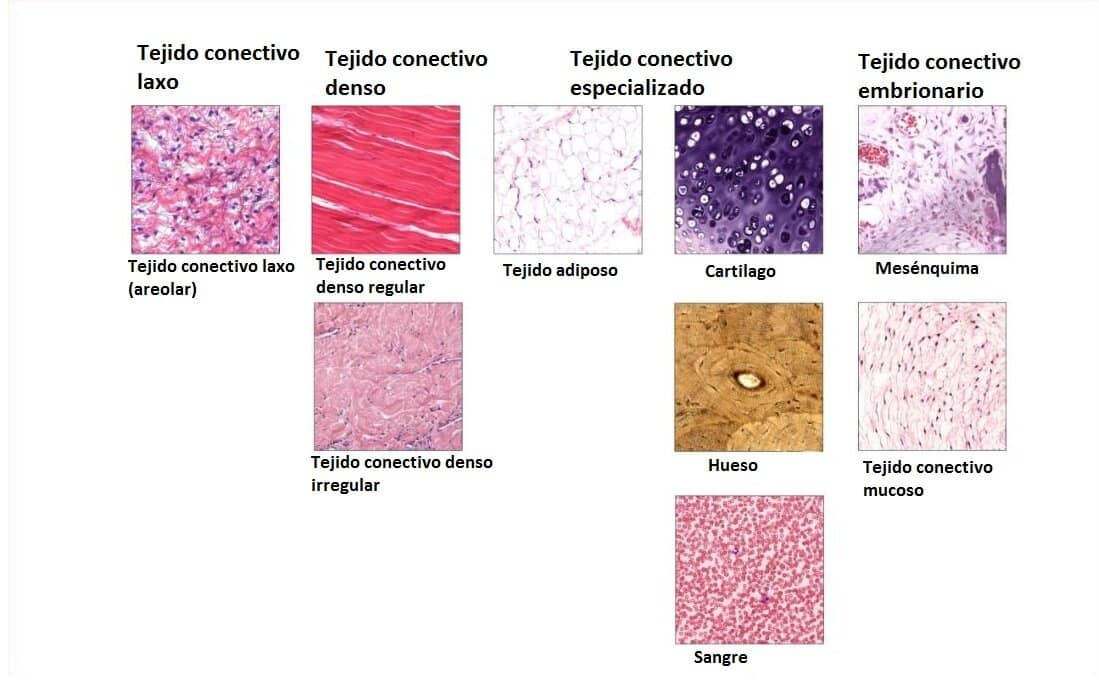 Tejido conectivo
laxo
Tejido conectivo
denso
Tejido conectivo
especializado
Tejido conectivo
embrionario
Tejido conectivo laxo
(areolar)
Tejido conectivo
denso regular
Tejido adiposo
Cartilago
Mesénquima
Tejido conectivo denso
irregular
Hueso
Tejido conectivo
mucoso
Sangre